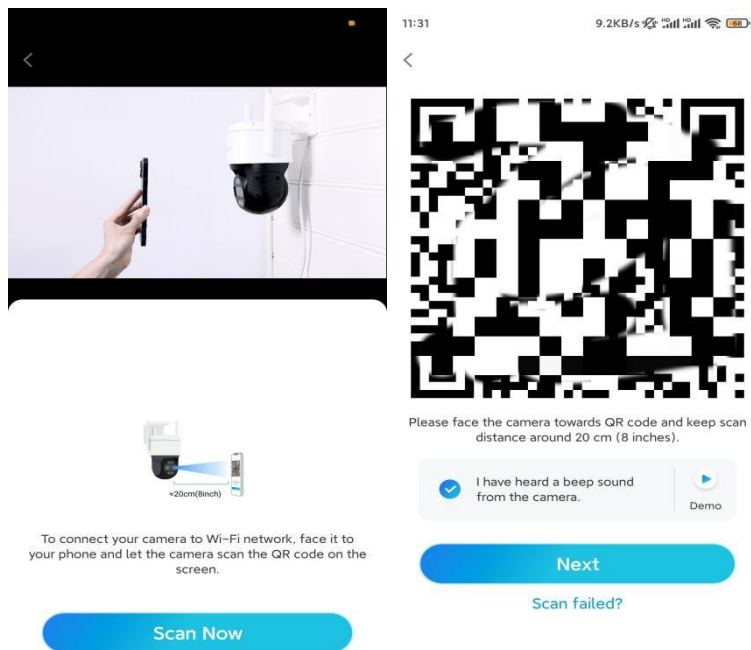 ≈20cm(8inch)
To connect your camera to Wi-Fi network, face it to
your phone and let the camera scan the QR code on the
screen.
Scan Now
11:31
9.2KB/s
HD
HD
68
Please face the camera towards QR code and keep scan
distance around 20 cm (8 inches).
I have heard a beep sound
from the camera.
Demo
Next
Scan failed?